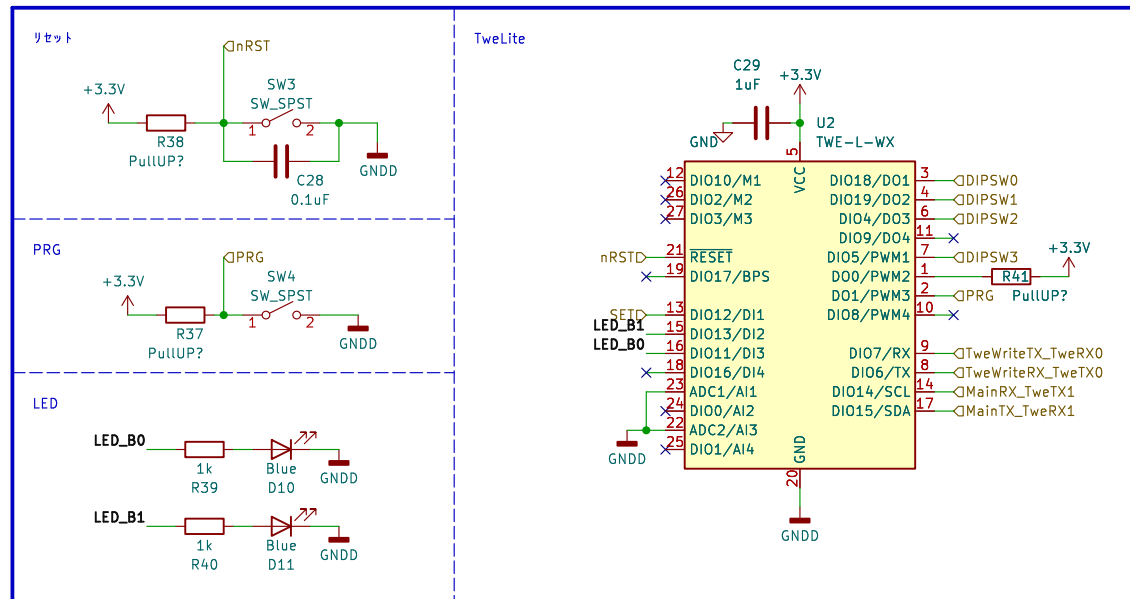 リセット
nRST
+3.3V
SW3
SW_SPST
1
2
R38
PullUP?
GNDD
C28
0.1uF
PRG
PRG
+3.3V
SW4
SW_SPST
1
2
R37
PullUP?
GNDD
LED
LED_B0
1k
R39
Blue
D10
GNDD
LED_B1
1k
R40
Blue
D11
GNDD
TweLite
C29
1uF
+3.3V
GND
U2
TWE-L-WX
5
VCC
12 DIO10/M1
26 DIO2/M2
27 DIO3/M3
nRST 21 RESET
19 DIO17/BPS
SET 13 DIO12/DI1
LED_B1 15 DIO13/DI2
LED_B0 16 DIO11/DI3
18 DIO16/DI4
23 ADC1/AI1
24 DIO0/AI2
22 ADC2/AI3
25 DIO1/AI4
GNDD
DIO18/DO1 3 DIPSW0
DIO19/DO2 4 DIPSW1
DIO4/DO3 6 DIPSW2
DIO9/DO4 11
DIO5/PWM1 7 DIPSW3
DO0/PWM2 1 R41 +3.3V
DO1/PWM3 2 PRG PullUP?
DIO8/PWM4 10
DIO7/RX 9 TweWriteTX_TweRX0
DIO6/TX 8 TweWriteRX_TweTX0
DIO14/SCL 14 MainRX_TweTX1
DIO15/SDA 17 MainTX_TweRX1
GND
20
GNDD